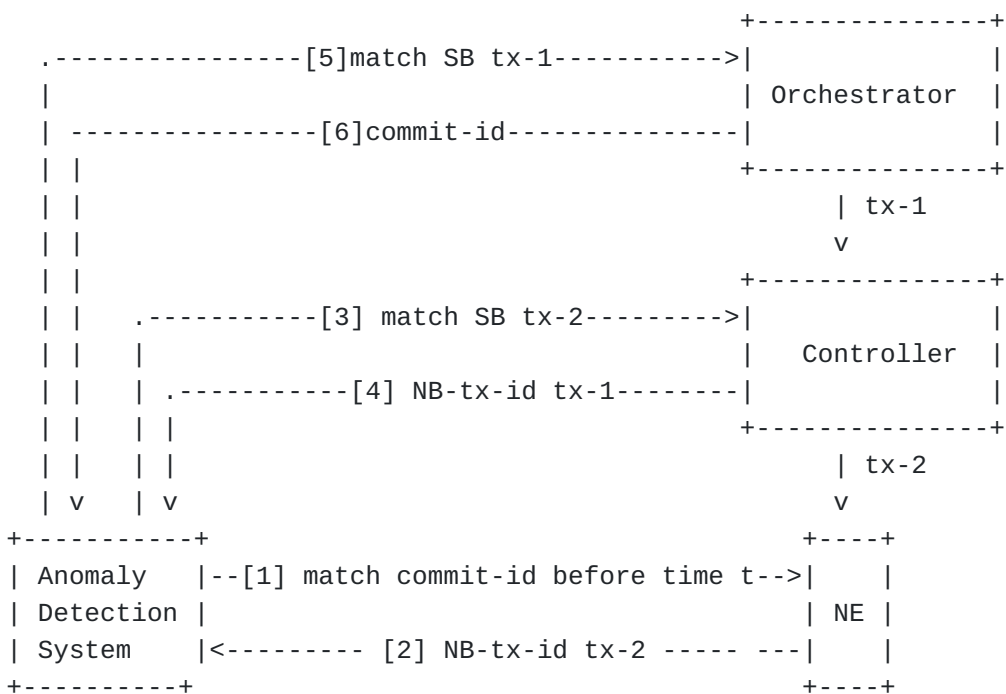 [5]match SB tx-1
Orchestrator
[6]commit-id
tx-1
[3] match SB tx-2
Controller
[4] NB-tx-id tx-1
tx-2
Anomaly [1] match commit-id before time t
Detection NE
System [2] NB-tx-id tx-2